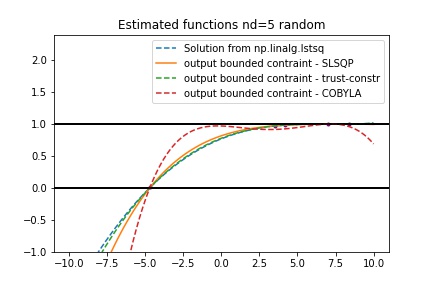 Estimated functions nd=5 random
Solution from np.linalg.lstsq
output bounded contraint - SLSQP
output bounded contraint - trust-constr
output bounded contraint - COBYLA
2.0
1.5
1.0
0.5
0.0
−0.5
−1.0
−10.0 −7.5 −5.0 −2.5 0.0 2.5 5.0 7.5 10.0